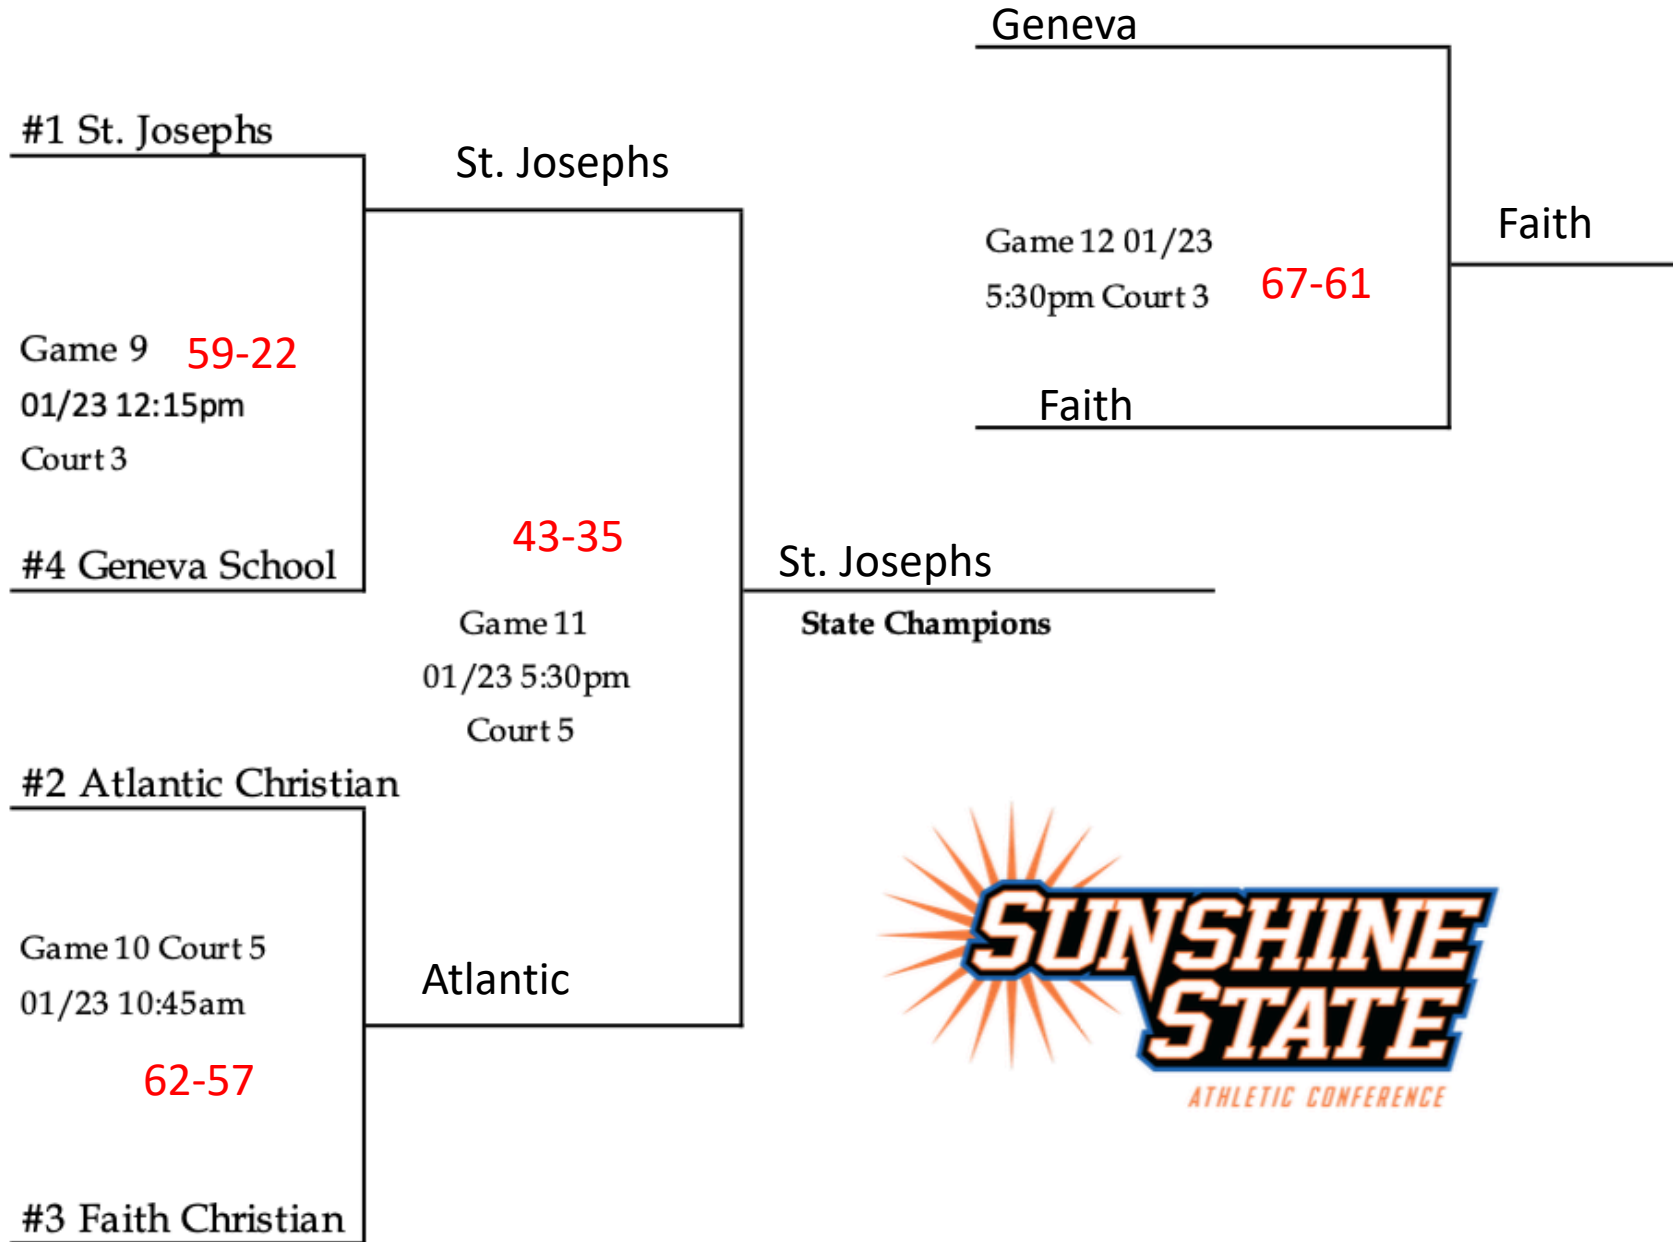 #1 St. Josephs
Game 9 59-22
01/23 12:15pm
Court 3
#4 Geneva School
#2 Atlantic Christian
Game 10 Court 5
01/23 10:45am
62-57
#3 Faith Christian
St. Josephs
43-35
Game 11
01/23 5:30pm
Court 5
Atlantic
St. Josephs
State Champions
Geneva
Game 12 01/23
5:30pm Court 3 67-61
Faith
Faith
SUNSHINE
STATE
ATHLETIC CONFERENCE